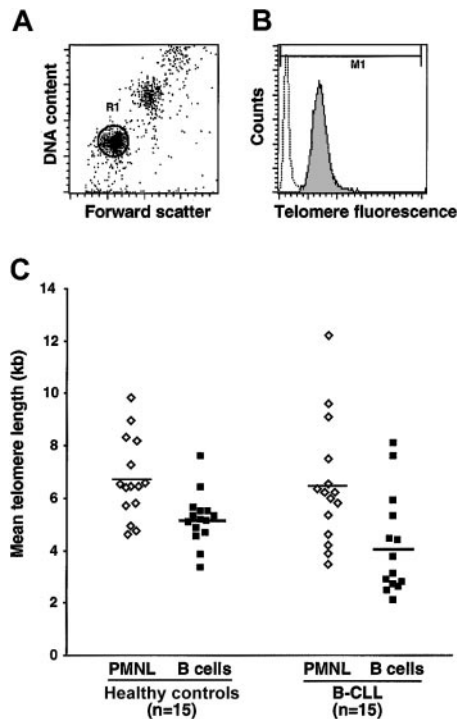 A
B
DNA content
R1
Forward scatter
Counts
M1
Telomere fluorescence
C
Mean telomere length (kb)
14
12
10
8
6
4
2
0
PMNL B cells PMNL B cells
Healthy controls B-CLL
(n=15) (n=15)